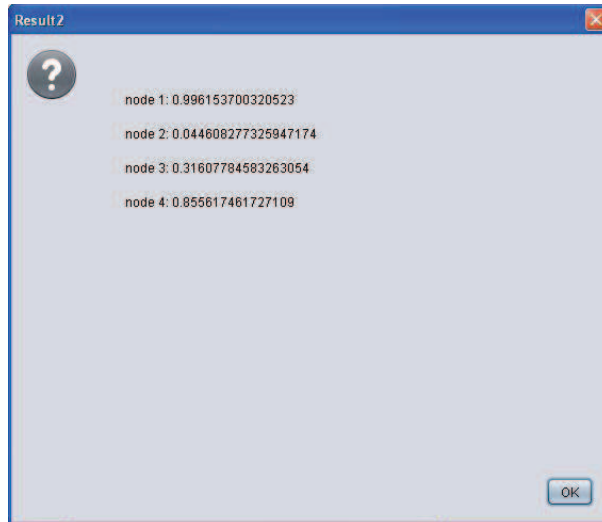 Result2
?
node 1: 0.996153700320523
node 2: 0.044608277325947174
node 3: 0.31607784583263054
node 4: 0.855617461727109
OK